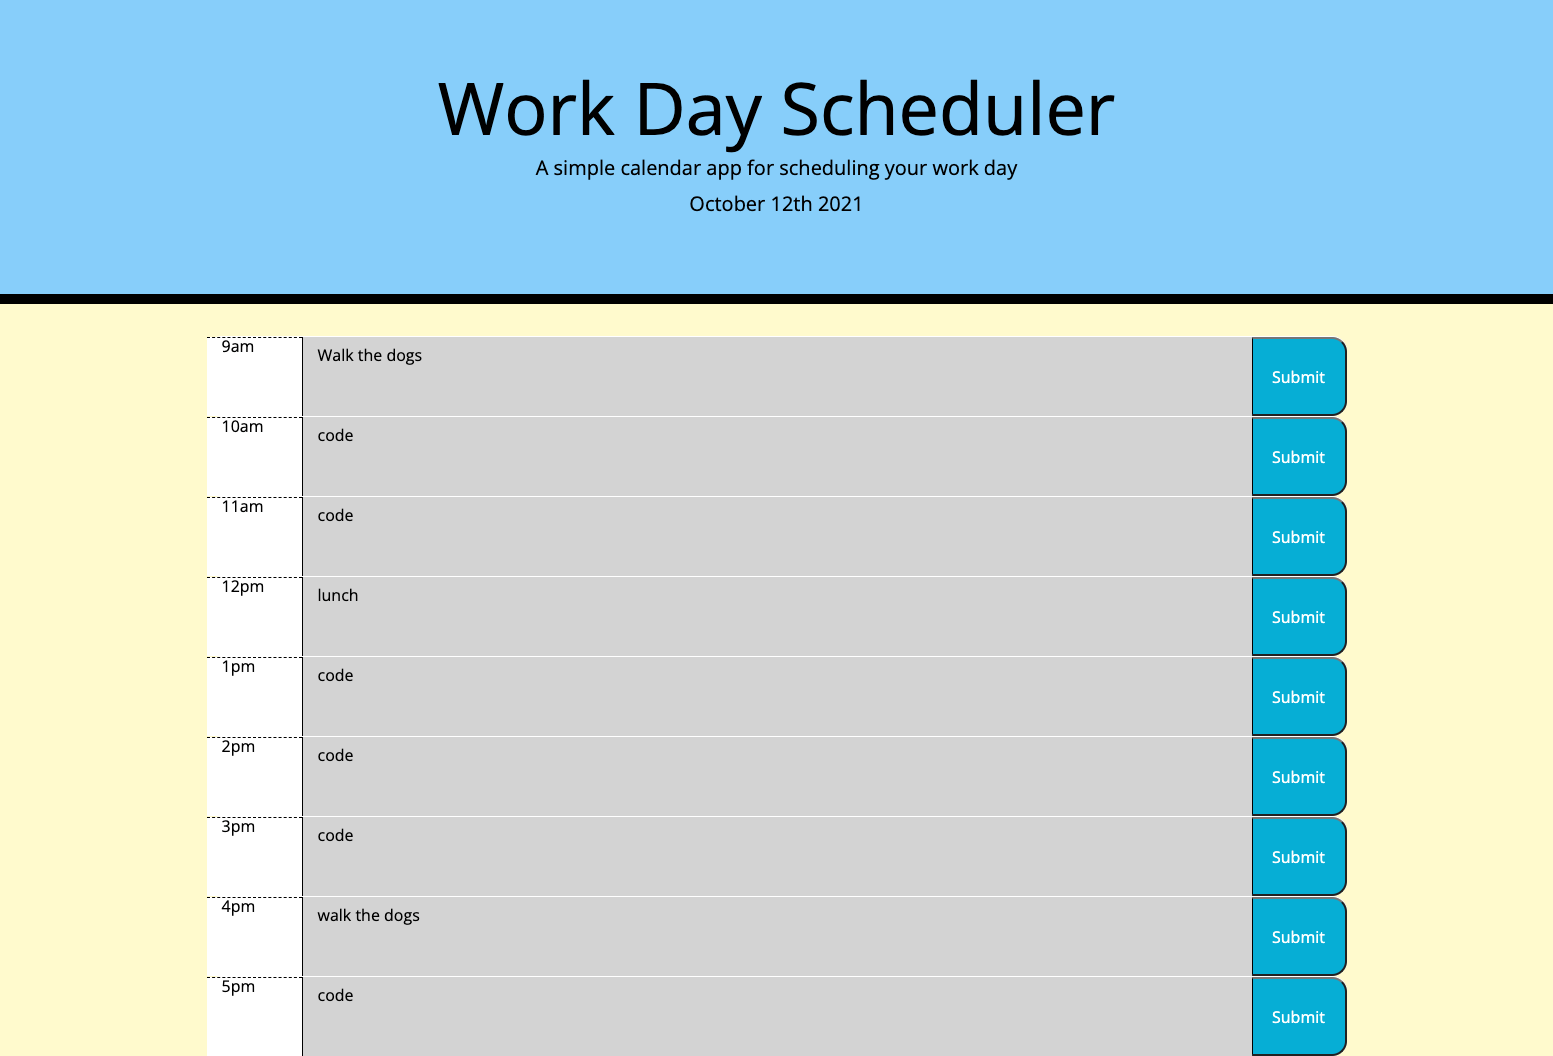 Work Day Scheduler
A simple calendar app for scheduling your work day
October 12th 2021
9am Walk the dogs Submit
10am code Submit
11am code Submit
12pm lunch Submit
1pm code Submit
2pm code Submit
3pm code Submit
4pm walk the dogs Submit
5pm code Submit